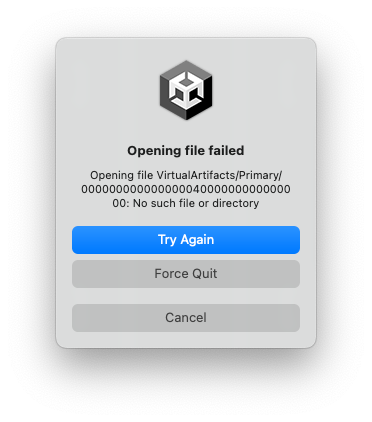 Opening file failed
Opening file VirtualArtifacts/Primary/
00000000000000004000000000000
00: No such file or directory
Try Again
Force Quit
Cancel